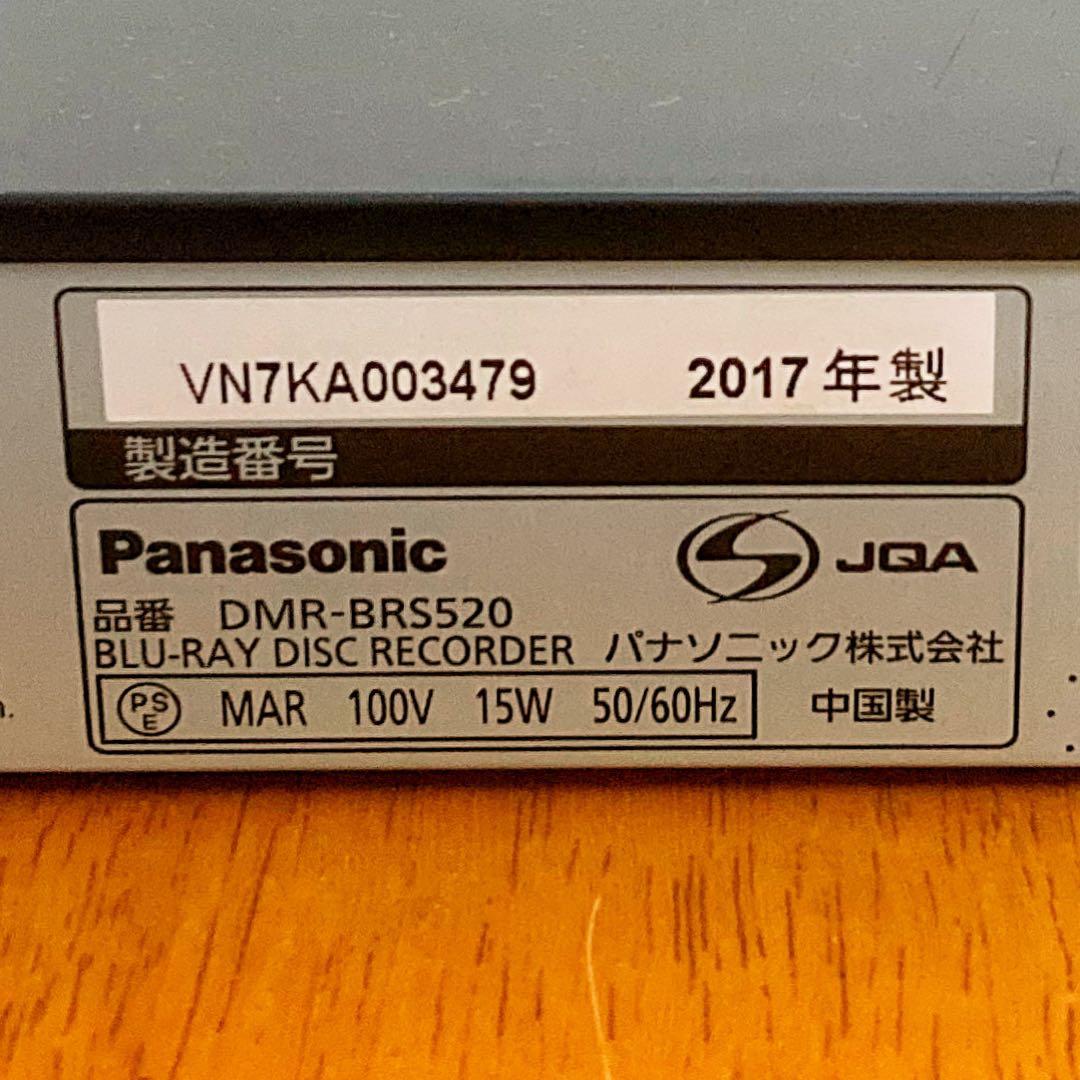 VN7KA003479 2017年製
製造番号
Panasonic JQA
品番 DMR-BRS520
BLU-RAY DISC RECORDER パナソニック株式会社
PS E MAR 100V 15W 50/60Hz 中国製